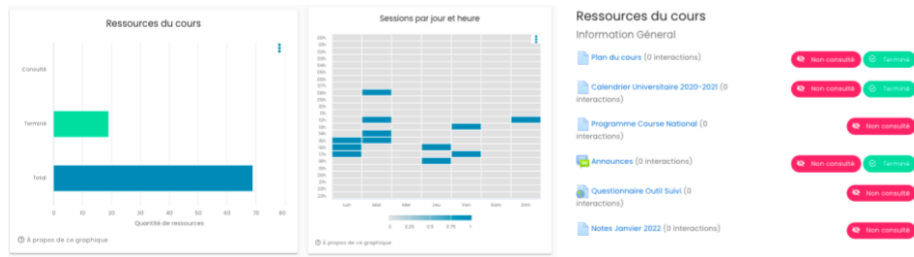 Ressources du cours
Consulté
Terminé
Total
0 10 20 30 40 50 60 70 80
Quantité de ressources
À propos de ce graphique
Sessions par jour et heure
Lun Mar Mer Jeu Ven Sam Dim
0 0.25 0.5 0.75 1
À propos de ce graphique
Ressources du cours
Information Géneral
Plan du cours (0 interactions) Non consulté Terminé
Calendrier Universitaire 2020-2021 (0 Non consulté Terminé
interactions)
Programme Course National (0 Non consulté
interactions)
Announces (0 interactions) Non consulté Terminé
Questionnaire Outil Suivi (0 Non consulté
interactions)
Notes Janvier 2022 (0 interactions) Non consulté